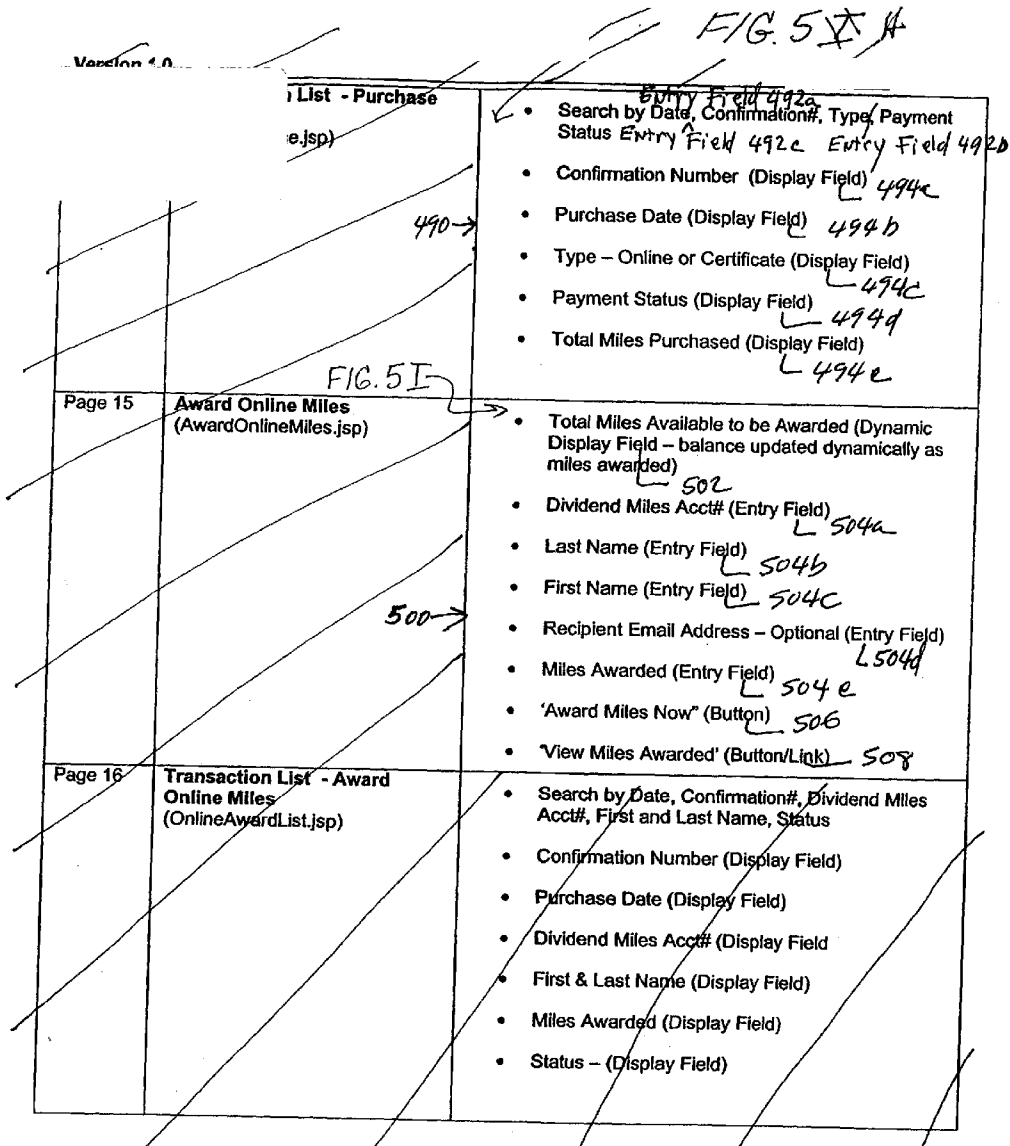 FIG. 5 H
Version 1.0
List - Purchase
e.jsp)
Entry Field 492a
• Search by Date, Confirmation#, Type, Payment
Status Entry Field 492c Entry Field 492b
• Confirmation Number (Display Field) 494c
490
• Purchase Date (Display Field) 494b
• Type – Online or Certificate (Display Field)
494c
• Payment Status (Display Field)
494d
• Total Miles Purchased (Display Field)
494e
FIG. 5I
Page 15
Award Online Miles
(AwardOnlineMiles.jsp)
• Total Miles Available to be Awarded (Dynamic
Display Field – balance updated dynamically as
miles awarded)
502
• Dividend Miles Acct# (Entry Field)
504a
• Last Name (Entry Field)
504b
• First Name (Entry Field) 504c
500
• Recipient Email Address – Optional (Entry Field)
504d
• Miles Awarded (Entry Field)
504e
• 'Award Miles Now" (Button) 506
• 'View Miles Awarded' (Button/Link) 508
Page 16
Transaction List - Award
Online Miles
(OnlineAwardList.jsp)
• Search by Date, Confirmation#, Dividend Miles
Acct#, First and Last Name, Status
• Confirmation Number (Display Field)
• Purchase Date (Display Field)
• Dividend Miles Acct# (Display Field
• First & Last Name (Display Field)
• Miles Awarded (Display Field)
• Status – (Display Field)